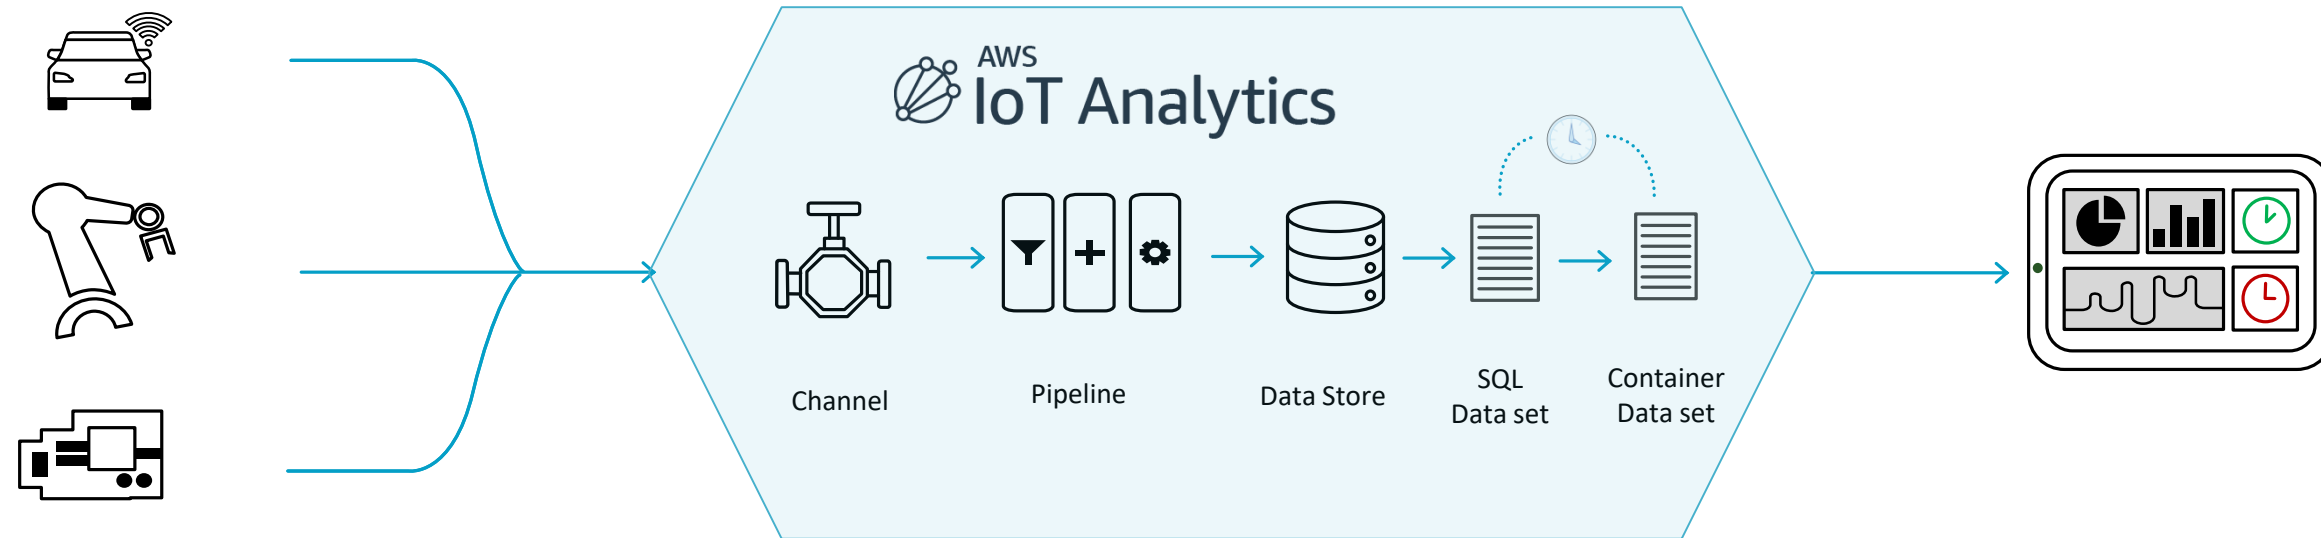 AWS
IoT Analytics
Channel
Pipeline
Data Store
SQL
Data set
Container
Data set